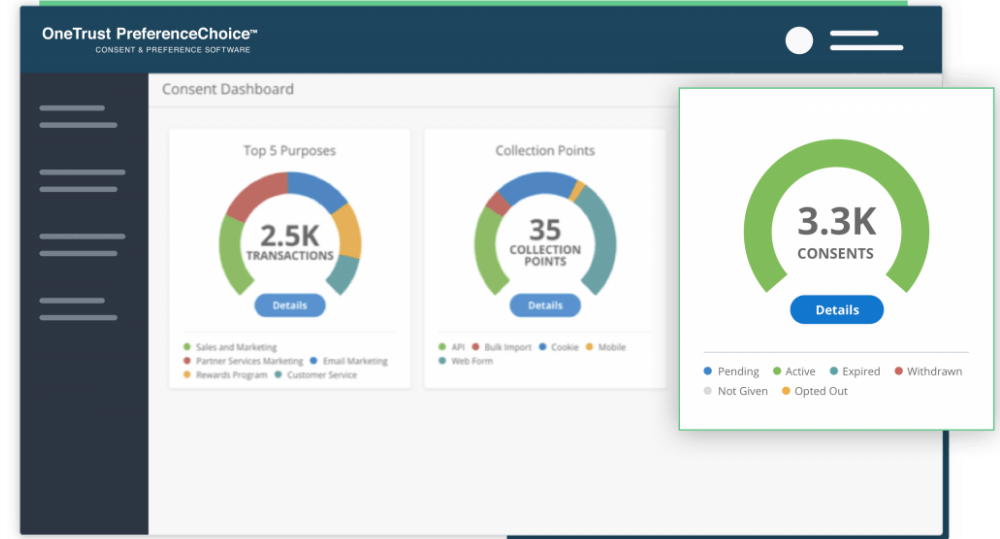 OneTrust PreferenceChoice™
CONSENT & PREFERENCE SOFTWARE
Consent Dashboard
Top 5 Purposes
2.5K
TRANSACTIONS
Details
Sales and Marketing
Partner Services Marketing Email Marketing
Rewards Program Customer Service
Collection Points
35
COLLECTION
POINTS
Details
API Bulk Import Cookie Mobile
Web Form
3.3K
CONSENTS
Details
Pending Active Expired Withdrawn
Not Given Opted Out